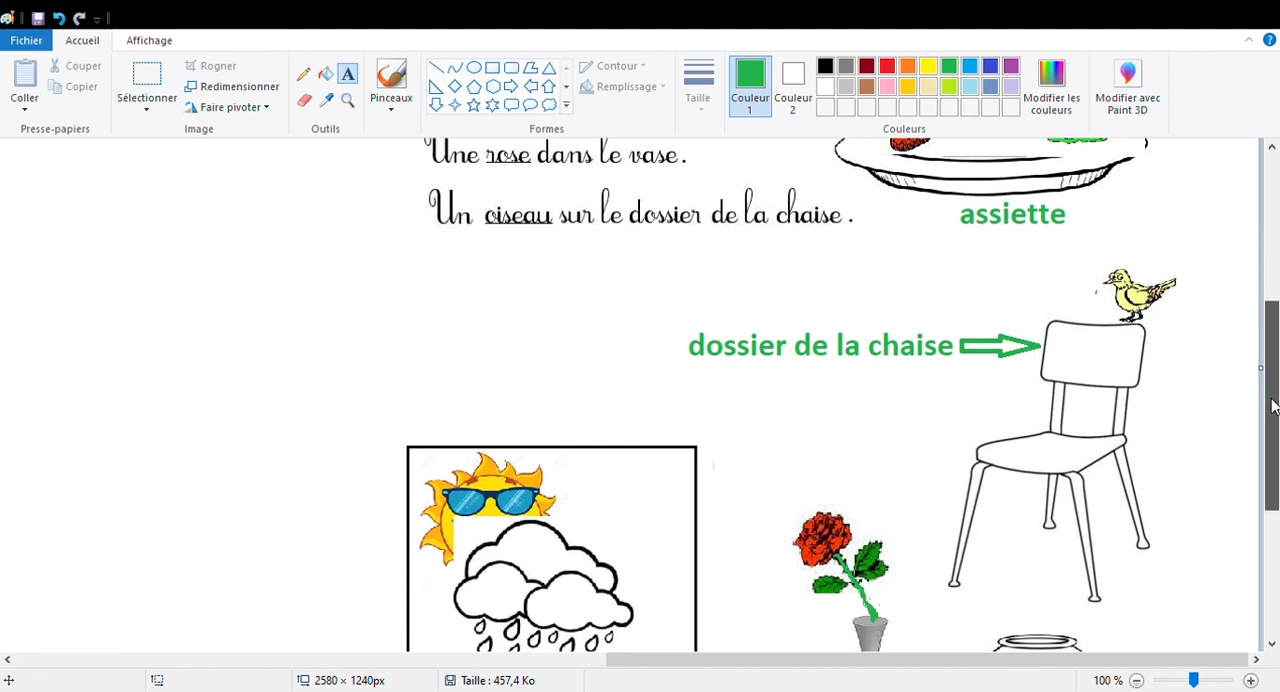 Fichier Accueil Affichage
Coller
Couper
Copier
Presse-papiers
Sélectionner
Rogner
Redimensionner
Faire pivoter
Image
A
Outils
Pinceaux
Contour
Remplissage
Formes
Taille
Couleur 1
Couleur 2
Modifier les couleurs
Modifier avec Paint 3D
Couleurs
Une rose dans le vase.
Un oiseau sur le dossier de la chaise.
assiette
dossier de la chaise
2580 × 1240px
Taille : 457,4 Ko
100 %